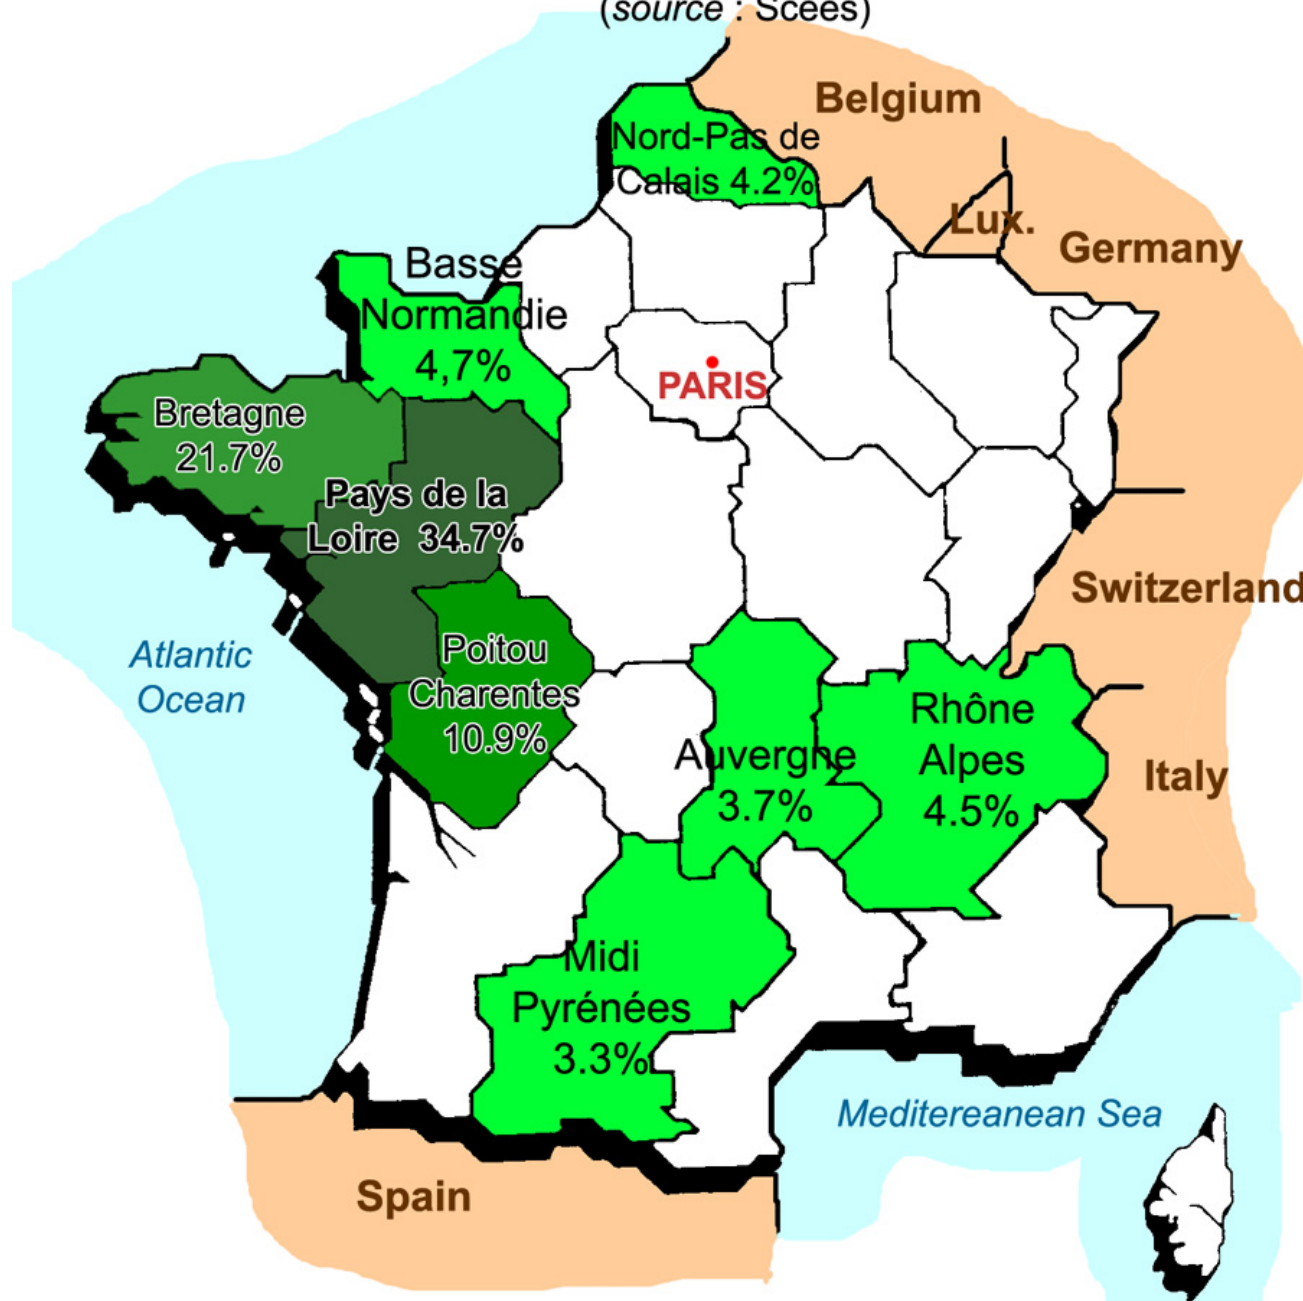 (source : Scees)
Belgium
Nord-Pas de
Calais 4.2%
Lux.
Germany
Basse
Normandie
4,7%
PARIS
Bretagne
21.7%
Pays de la
Loire 34.7%
Switzerland
Atlantic
Ocean
Poitou
Charentes
10.9%
Rhône
Alpes
4.5%
Auvergne
3.7%
Italy
Midi
Pyrénées
3.3%
Mediterreanean Sea
Spain